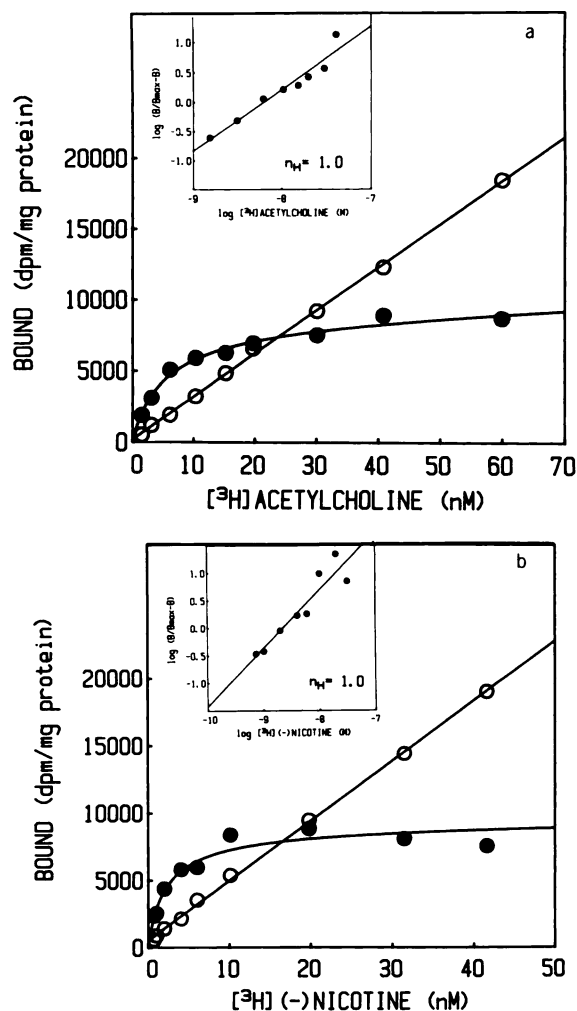 a
1.0
0.5
0.0
-0.5
-1.0
log (B/Bmax-B)
nH= 1.0
-9
-8
-7
log [³H]ACETYLCHOLINE (M)
BOUND (dpm/mg protein)
20000
15000
10000
5000
0
0 10 20 30 40 50 60 70
[³H]ACETYLCHOLINE (nM)
b
1.0
0.5
0.0
-0.5
-1.0
log (B/Bmax-B)
nH= 1.0
-10
-9
-8
-7
log [³H](-)NICOTINE (M)
BOUND (dpm/mg protein)
20000
15000
10000
5000
0
0 10 20 30 40 50
[³H](-)NICOTINE (nM)